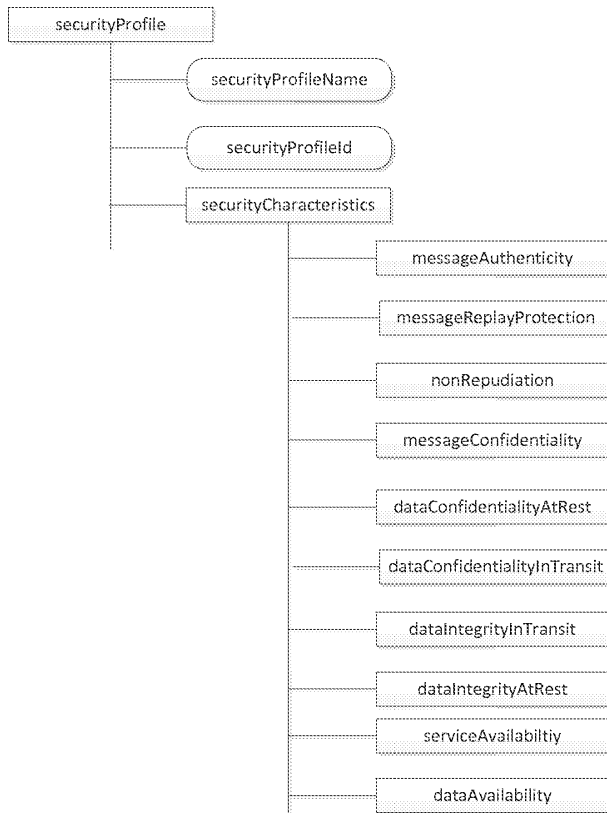 securityProfile
securityProfileName
securityProfileId
securityCharacteristics
messageAuthenticity
messageReplayProtection
nonRepudiation
messageConfidentiality
dataConfidentialityAtRest
dataConfidentialityInTransit
dataIntegrityInTransit
dataIntegrityAtRest
serviceAvailabiltiy
dataAvailability